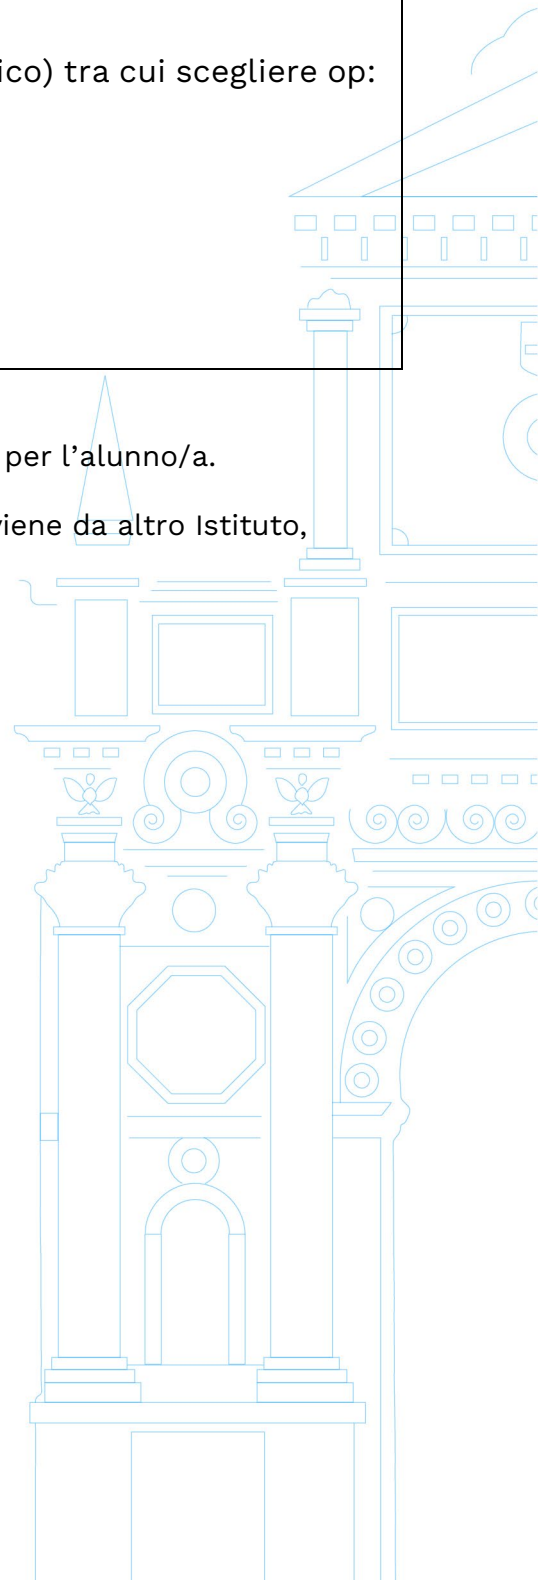 ico) tra cui scegliere op:
per l’alunno/a.
viene da altro Istituto,